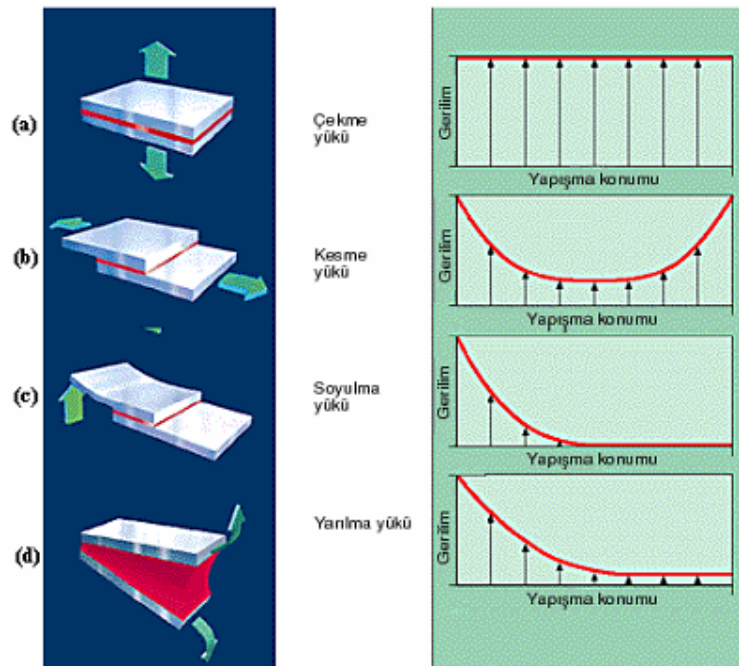 (a)
Çekme
yükü
Gerilim
Yapışma konumu
(b)
Kesme
yükü
Gerilim
Yapışma konumu
(c)
Soyulma
yükü
Gerilim
Yapışma konumu
(d)
Yarılma yükü
Gerilim
Yapışma konumu